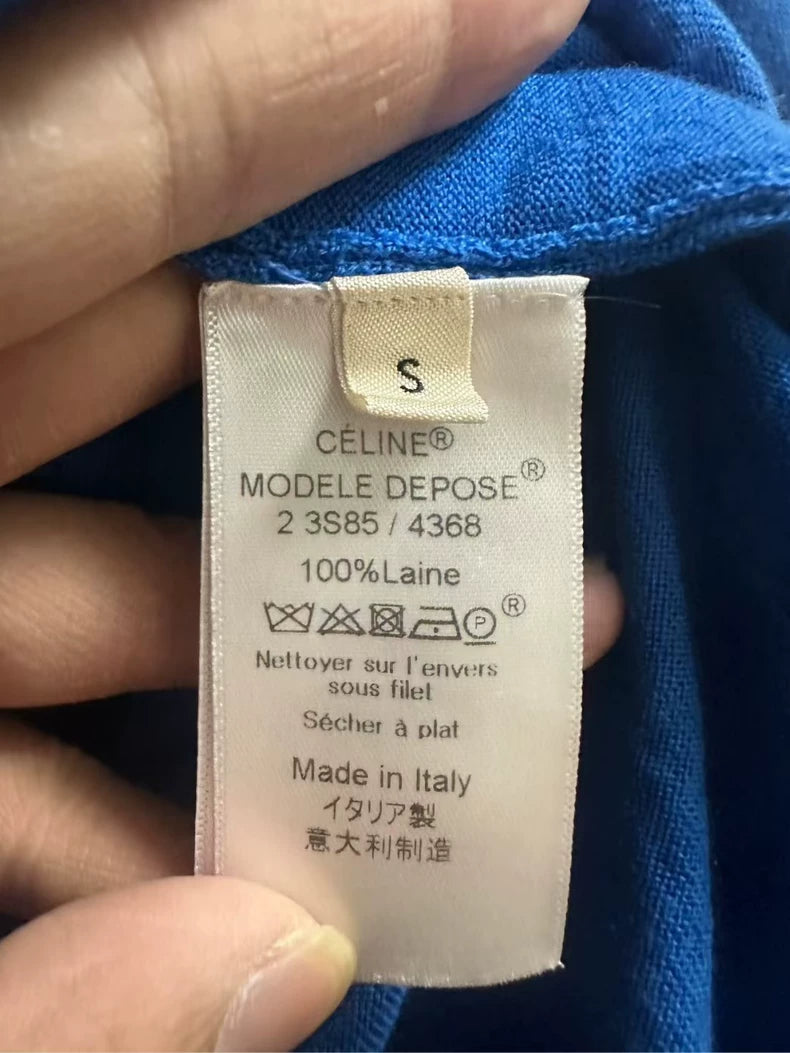 S
CÉLINE®
MODELE DEPOSE®
2 3S85 / 4368
100%Laine
P ®
Nettoyer sur l'envers
sous filet
Sécher à plat
Made in Italy
イタリア製
意大利制造